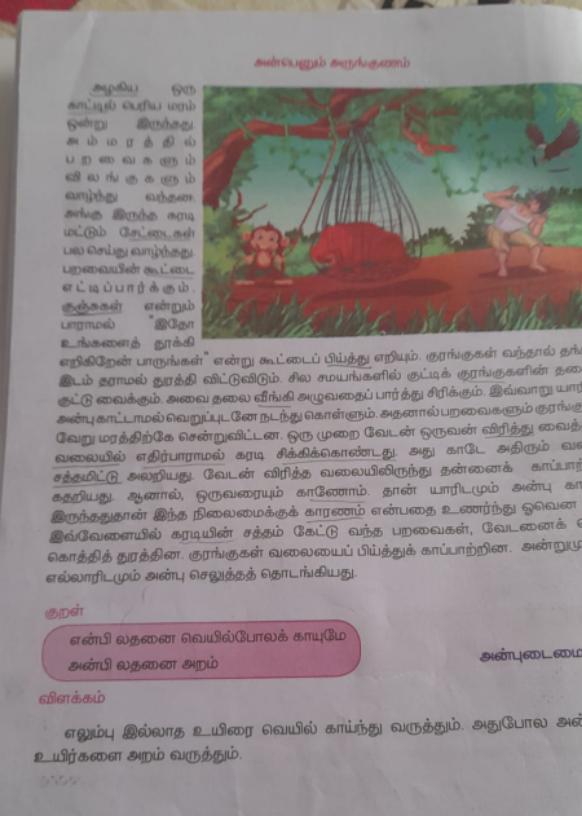 அன்பெனும் அருங்குணம்
அழகிய ஒரு
காட்டில் பெரிய மரம்
ஒன்று இருந்தது
அம்மரத்தில்
பறவைகளும்
விலங்குகளும்
வாழ்ந்து வந்தன.
அங்கு இருந்த கரடி
மட்டும் சேட்டைகள்
பல செய்து வாழ்ந்தது.
பறவையின் கூட்டை
எட்டிப்பார்க்கும்.
குஞ்சுகள் என்றும்
பாராமல் "இதோ
உங்களைத் தூக்கி
எறிகிறேன் பாருங்கள்" என்று கூட்டைப் பிய்த்து எறியும். குரங்குகள் வந்தால்
இடம் தராமல் துரத்தி விட்டுவிடும். சில சமயங்களில் குட்டிக் குரங்குகளின்
குட்டு வைக்கும். அவை தலை வீங்கி அழுவதைப் பார்த்து சிரிக்கும். இவ்வாறு
அன்பு காட்டாமல் வெறுப்புடனே நடந்து கொள்ளும். அதனால் பறவைகளும்
வேறு மரத்திற்கே சென்றுவிட்டன. ஒரு முறை வேடன் ஒருவன் விரித்து
வலையில் எதிர்பாராமல் கரடி சிக்கிக்கொண்டது. அது காடே அதிரும்
சத்தமிட்டு அலறியது. வேடன் விரித்த வலையிலிருந்து தன்னைக்
கதறியது. ஆனால், ஒருவரையும் காணோம். தான் யாரிடமும் அன்பு
இருந்ததுதான் இந்த நிலைமைக்குக் காரணம் என்பதை உணர்ந்து ஓவென
இவ்வேளையில் கரடியின் சத்தம் கேட்டு வந்த பறவைகள், வேடனைக்
கொத்தித் துரத்தின. குரங்குகள் வலையைப் பிய்த்துக் காப்பாற்றின.
எல்லாரிடமும் அன்பு செலுத்தத் தொடங்கியது.
குறள்
என்பி லதனை வெயில்போலக் காயுமே
அன்பி லதனை அறம்
அன்புடைமை
விளக்கம்
எலும்பு இல்லாத உயிரை வெயில் காய்ந்து வருத்தும். அதுபோல
உயிர்களை அறம் வருத்தும்.